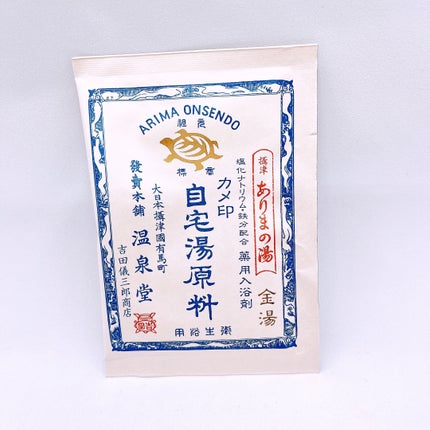 ARIMA ONSENDO
標章
摂津 ありまの湯
金湯
塩化ナトリウム・鉄分配合 薬用入浴剤
カメ印
自宅湯原料
大日本攝津國有馬町
發賣本舗 温泉堂
吉田儀三郎商店
用浴生衛